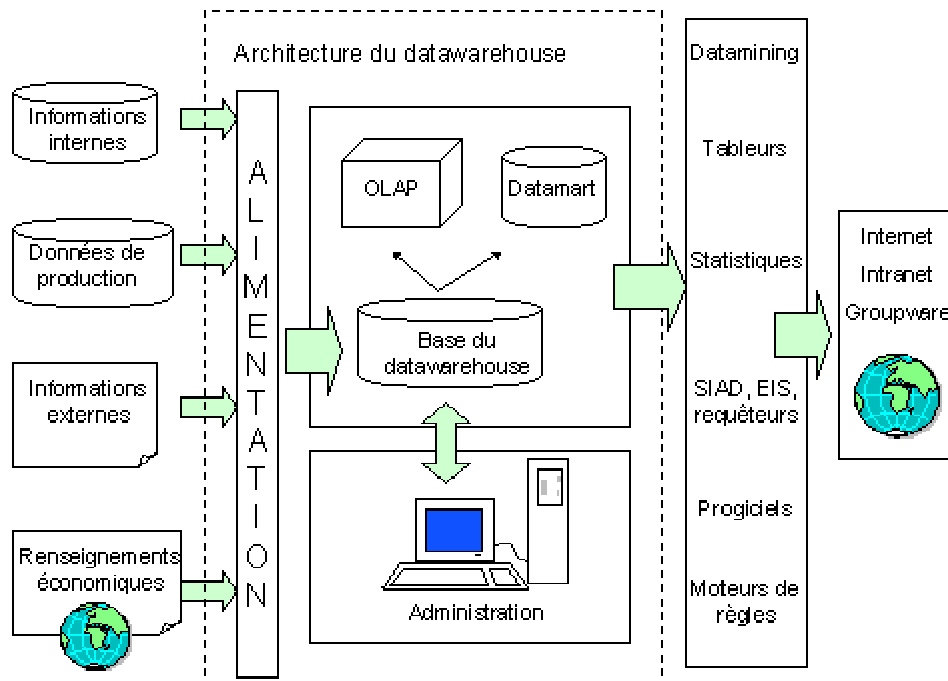 Architecture du datawarehouse
Informations
internes
Données de
production
Informations
externes
Renseignements
économiques
ALIMENTATION
OLAP
Datamart
Base du
datawarehouse
Administration
Datamining
Tableurs
Statistiques
SIAD, EIS,
requêteurs
Progiciels
Moteurs de
règles
Internet
Intranet
Groupware